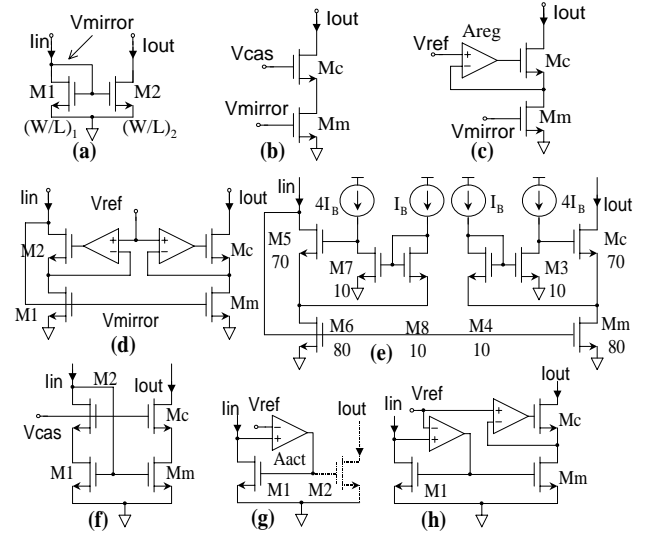 Vmirror
Iin
Iout
M1
M2
(W/L)1
(W/L)2
(a)
Iout
Vcas
Mc
Vmirror
Mm
(b)
Iout
Areg
Vref
+
-
Mc
Mm
Vmirror
(c)
Iin
Vref
Iout
M2
-
+
+
-
Mc
M1
Vmirror
Mm
(d)
Iin
4IB
IB
IB
4IB
Iout
M5
70
M7
10
M3
10
Mc
70
M6
80
M8
10
M4
10
Mm
80
(e)
Iin
M2
Iout
Vcas
Mc
M1
Mm
(f)
Iin
Vref
-
+
Aact
Iout
M1
M2
(g)
Iin
Vref
-
+
+
-
Iout
Mc
M1
Mm
(h)